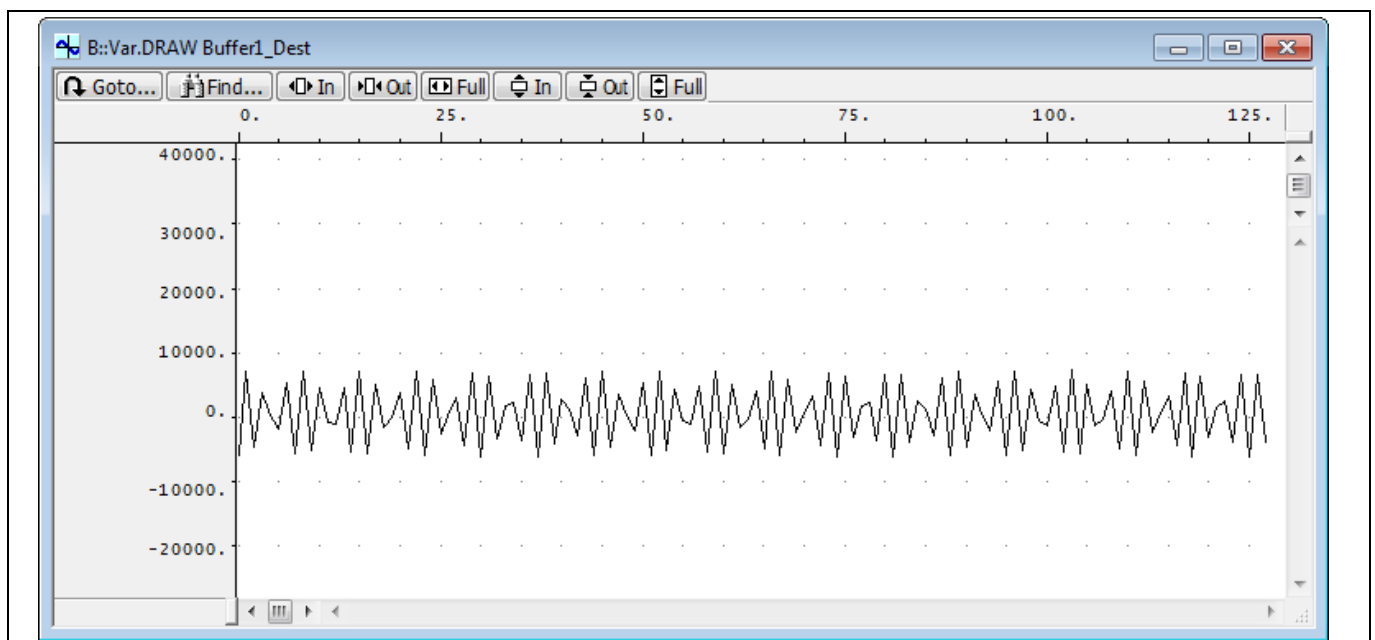 B::Var.DRAW Buffer1_Dest
Goto... Find... In Out Full In Out Full
0. 25. 50. 75. 100. 125.
40000.
30000.
20000.
10000.
0.
-10000.
-20000.